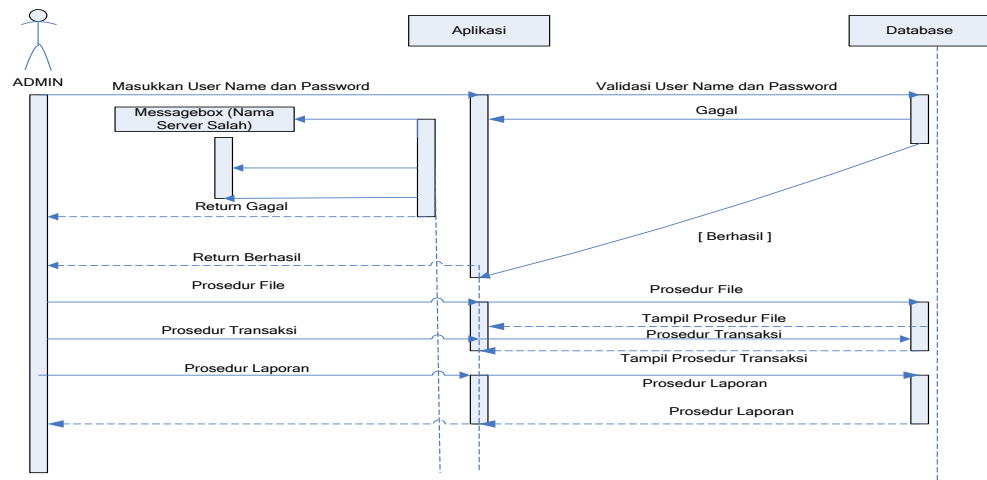 Aplikasi
Database
ADMIN
Masukkan User Name dan Password
Validasi User Name dan Password
Messagebox (Nama
Server Salah)
Gagal
Return Gagal
[ Berhasil ]
Return Berhasil
Prosedur File
Prosedur File
Tampil Prosedur File
Prosedur Transaksi
Prosedur Transaksi
Tampil Prosedur Transaksi
Prosedur Laporan
Prosedur Laporan
Prosedur Laporan